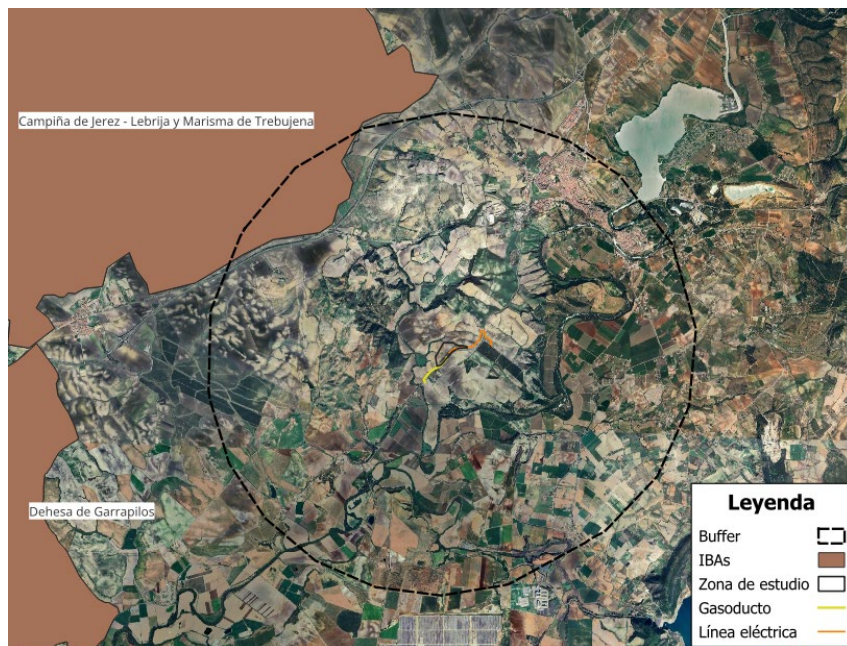 Campiña de Jerez - Lebrija y Marisma de Trebujena
Dehesa de Garrapilos
Leyenda
Buffer
IBAs
Zona de estudio
Gasoducto
Línea eléctrica